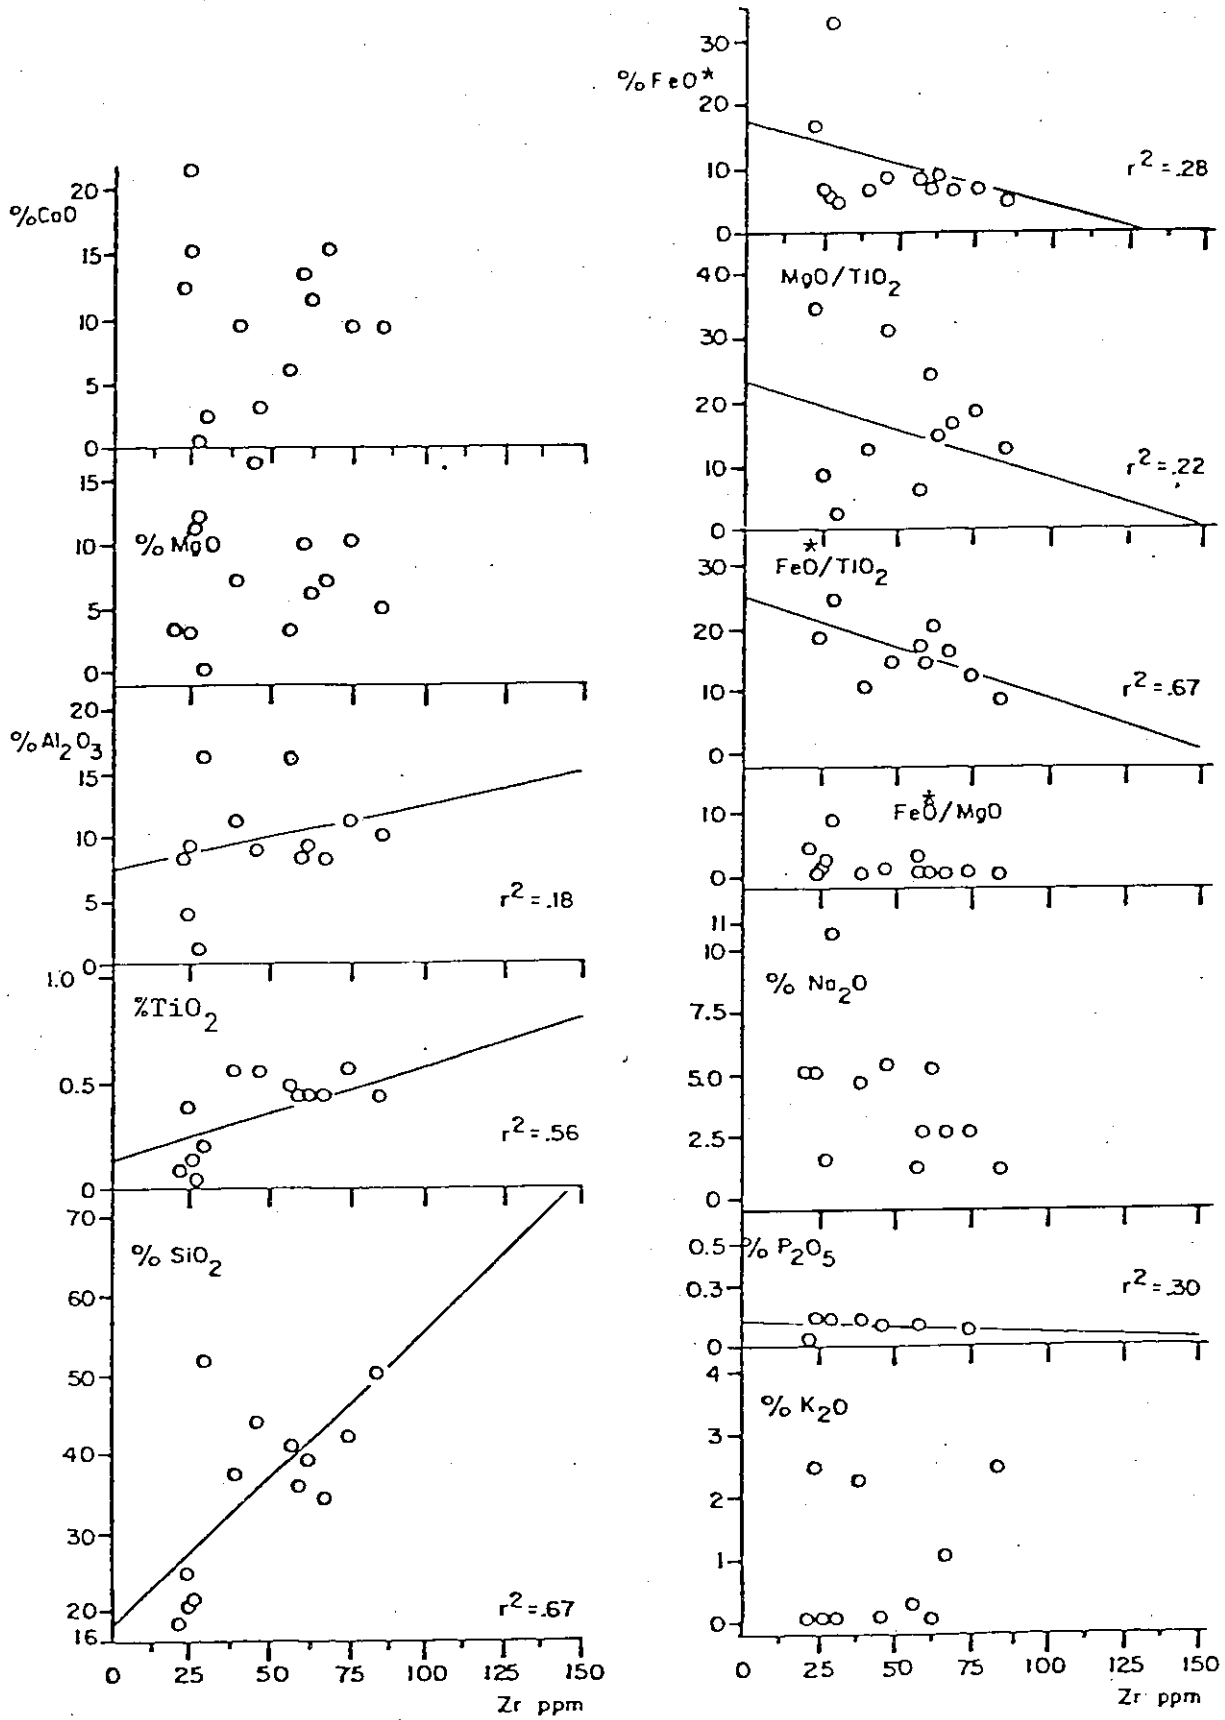 %CaO
20
15
10
5
0
% MgO
15
10
5
0
% Al2O3
20
15
10
5
0
r2 = .18
%TiO2
1.0
0.5
0
r2 = .56
% SiO2
70
60
50
40
30
20
16
r2 = .67
0 25 50 75 100 125 150
Zr ppm
% FeO*
30
20
10
0
r2 = .28
MgO/TiO2
40
30
20
10
0
r2 = .22
FeO*/TiO2
30
20
10
0
r2 = .67
FeO*/MgO
10
0
% Na2O
11
10
7.5
5.0
2.5
0
% P2O5
0.5
0.3
0
r2 = .30
% K2O
4
3
2
1
0
0 25 50 75 100 125 150
Zr ppm